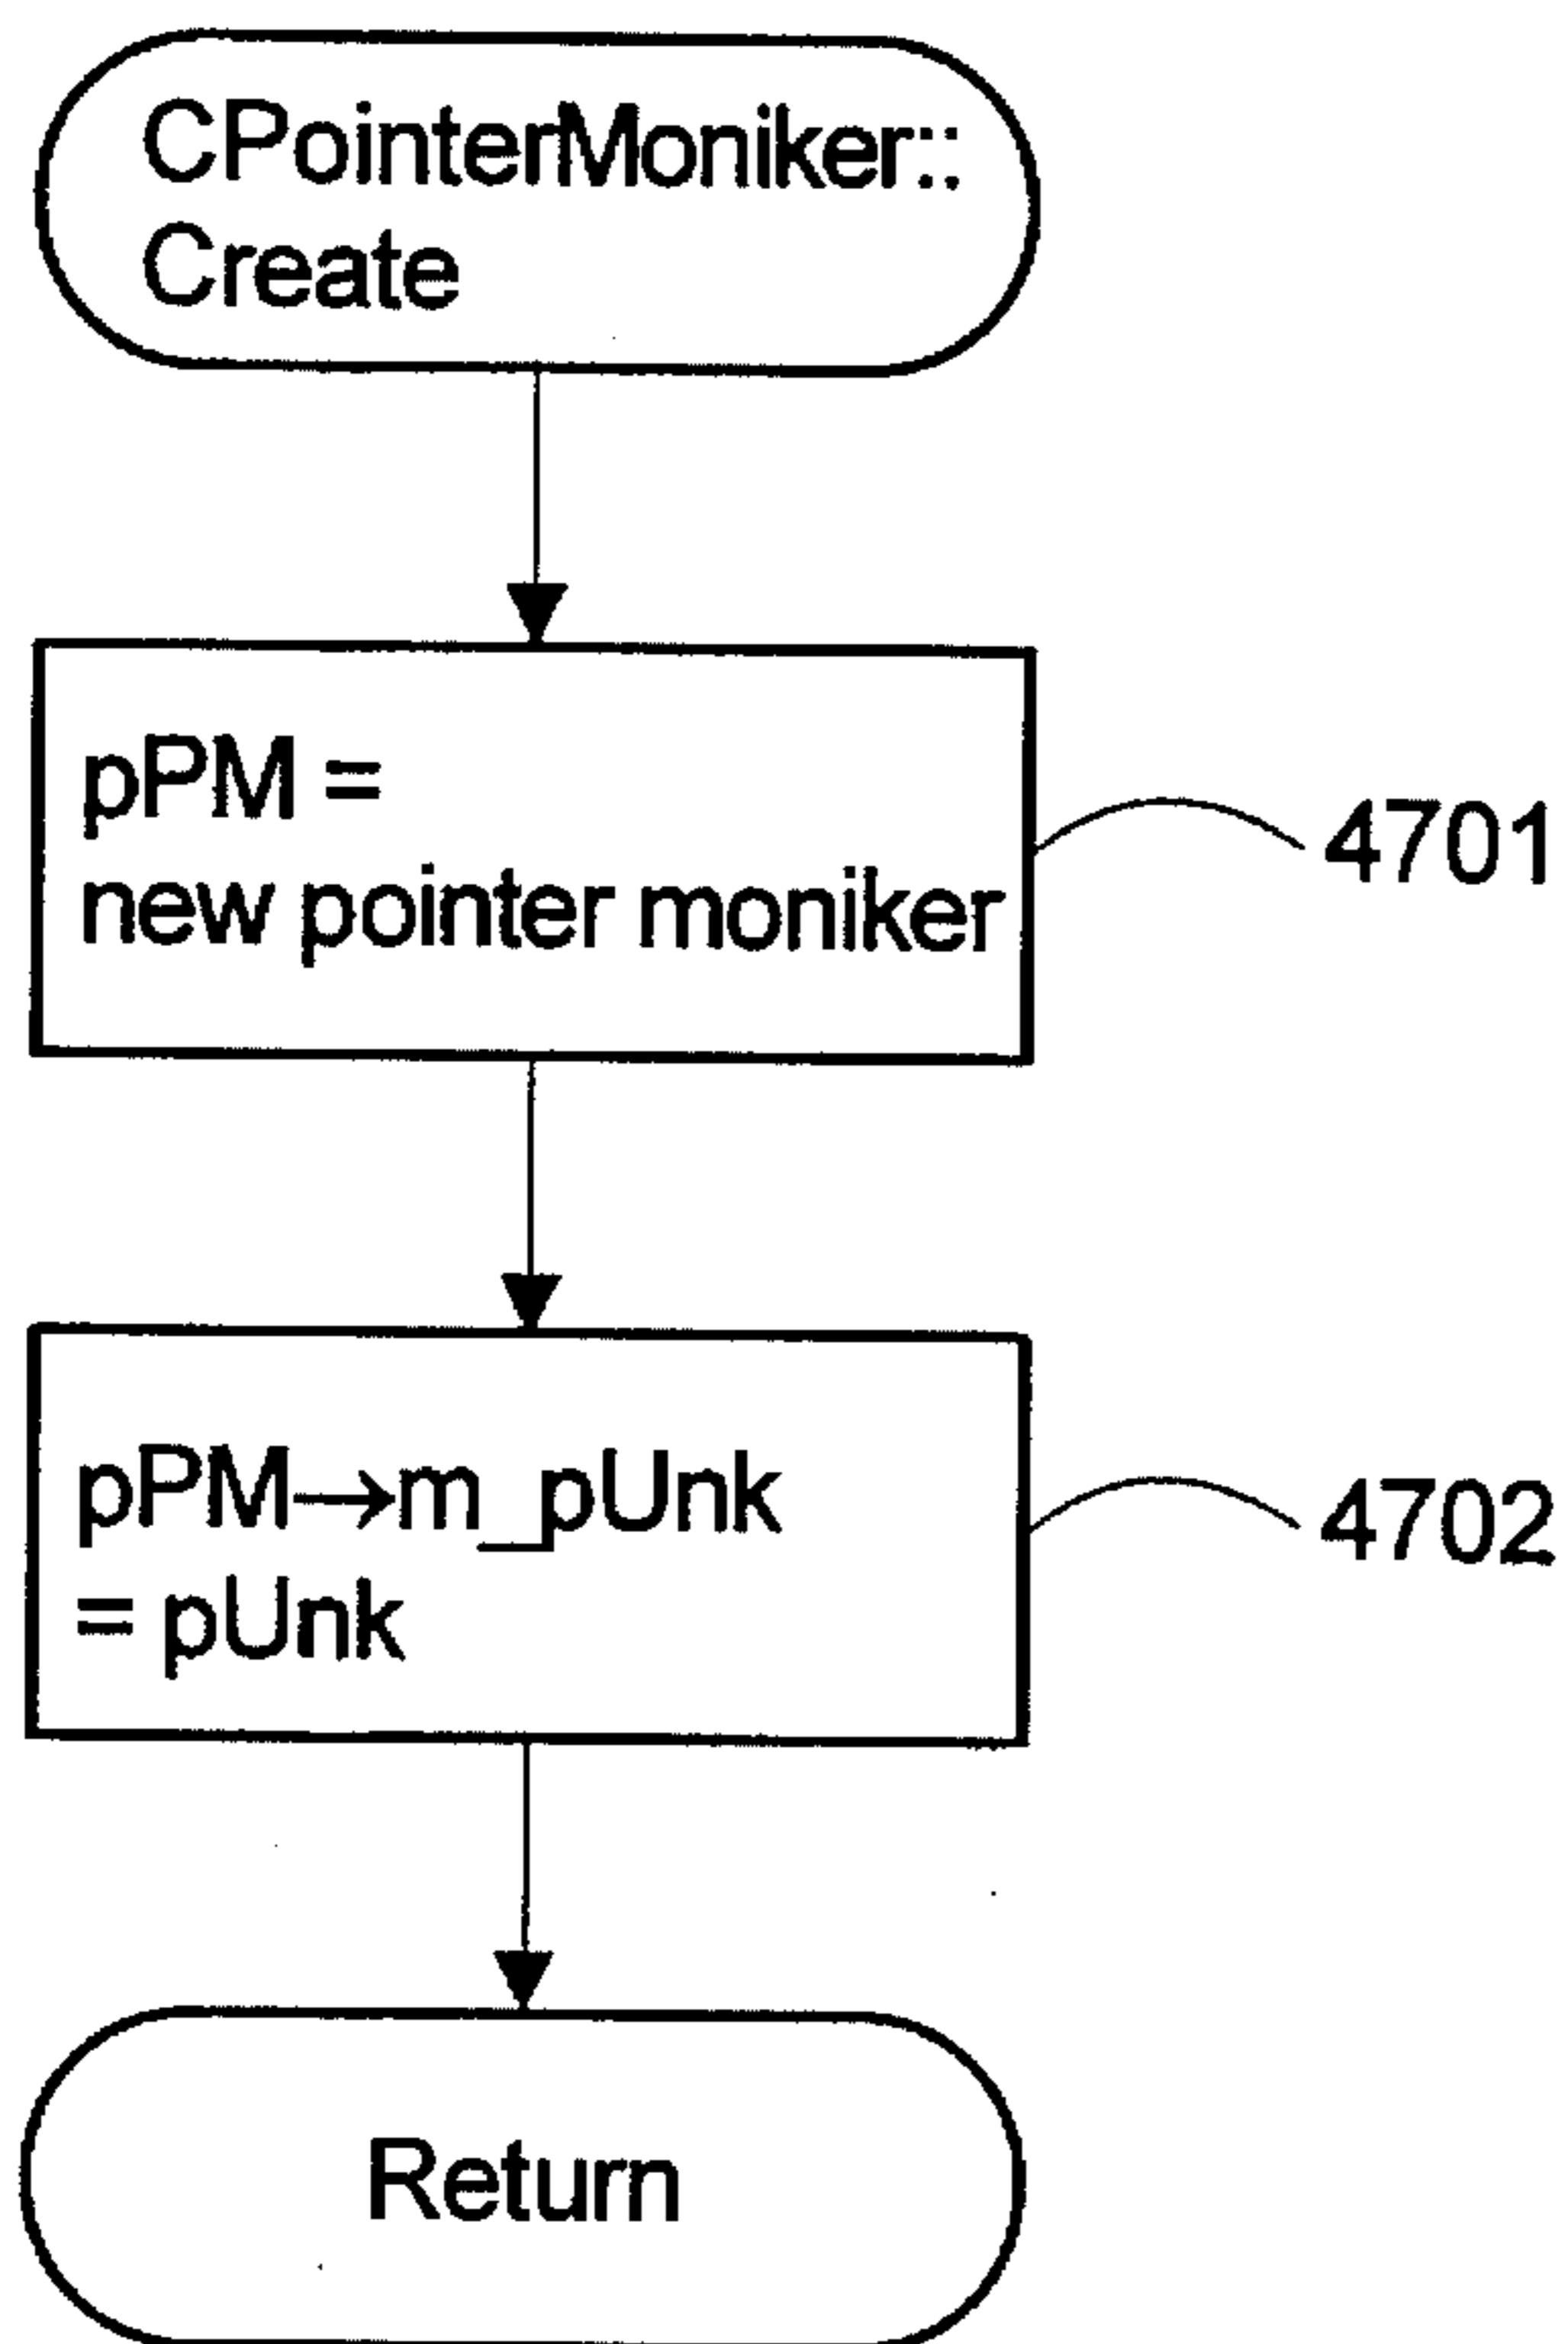 CPointerMoniker::
Create
pPM =
new pointer moniker
4701
pPM→m_pUnk
= pUnk
4702
Return